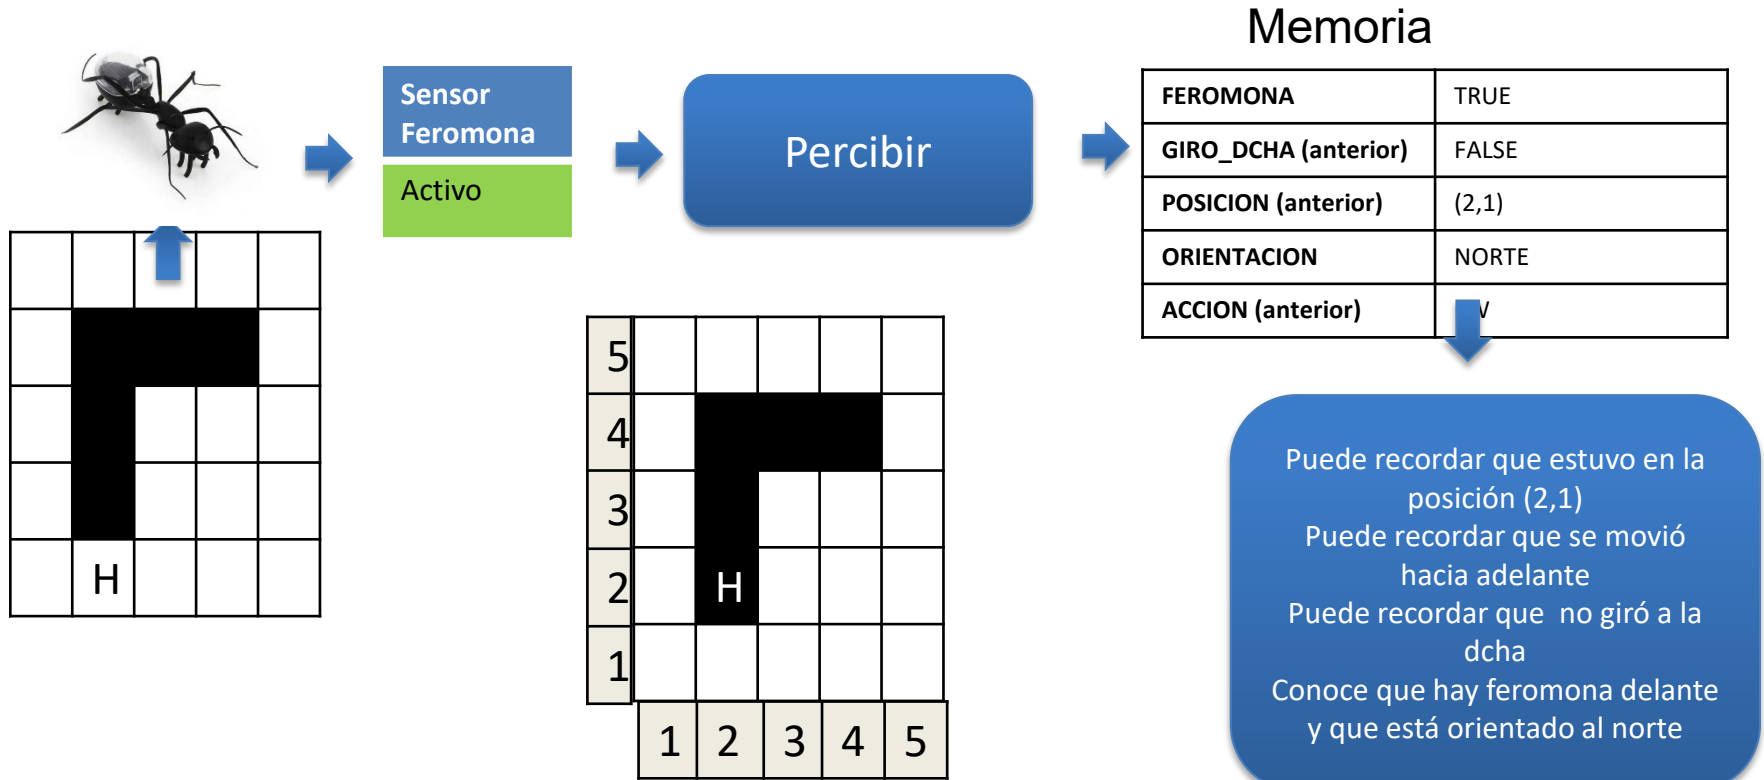 Memoria
Sensor
Feromona
Activo
Percibir
FEROMONA TRUE
GIRO_DCHA (anterior) FALSE
POSICION (anterior) (2,1)
ORIENTACION NORTE
ACCION (anterior)
H
5
4
3
2 H
1
1 2 3 4 5
Puede recordar que estuvo en la
posición (2,1)
Puede recordar que se movió
hacia adelante
Puede recordar que no giró a la
dcha
Conoce que hay feromona delante
y que está orientado al norte